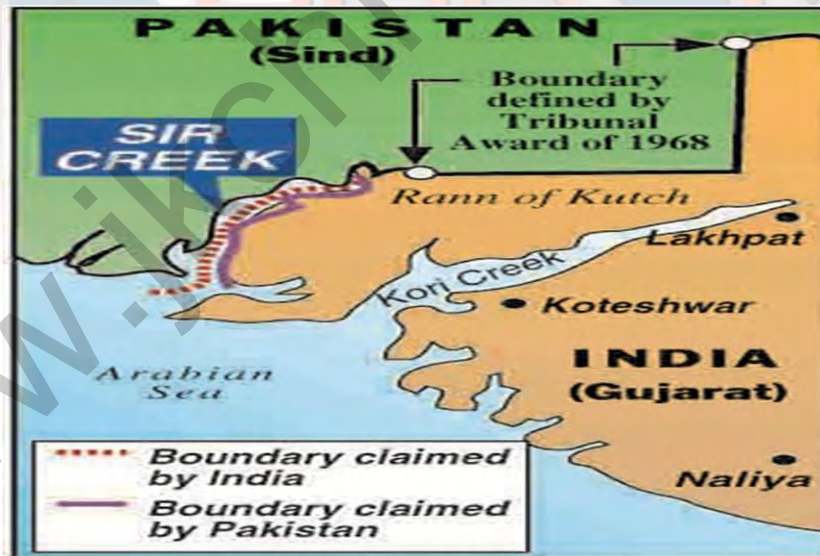 PAKISTAN
(Sind)
Boundary
defined by
Tribunal
Award of 1968
SIR
CREEK
Rann of Kutch
Lakhpat
Kori Creek
Koteshwar
INDIA
(Gujarat)
Arabian
Sea
Naliya
Boundary claimed
by India
Boundary claimed
by Pakistan